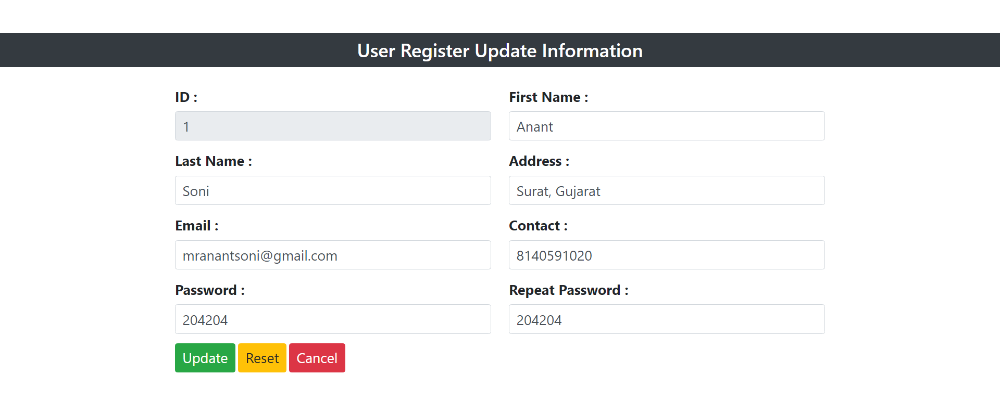 User Register Update Information
ID : First Name :
1 Anant
Last Name : Address :
Soni Surat, Gujarat
Email : Contact :
mranantsoni@gmail.com 8140591020
Password : Repeat Password :
204204 204204
Update Reset Cancel